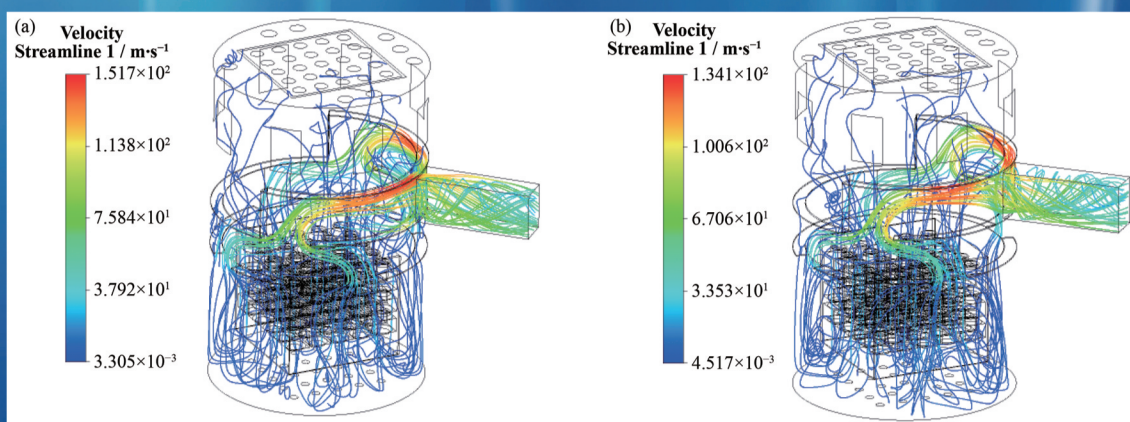 (a) Velocity
Streamline 1 / m·s⁻¹
1.517×10²
1.138×10²
7.584×10¹
3.792×10¹
3.305×10⁻³
(b) Velocity
Streamline 1 / m·s⁻¹
1.341×10²
1.006×10²
6.706×10¹
3.353×10¹
4.517×10⁻³